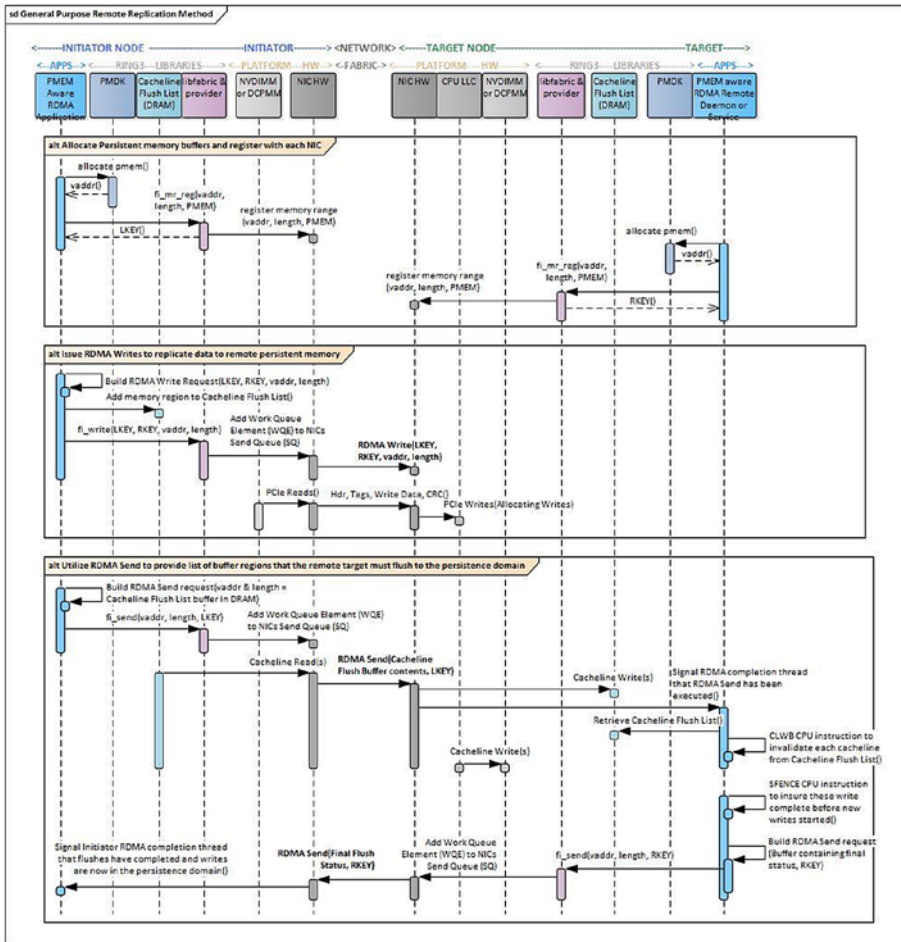 sd General Purpose Remote Replication Method
<------INITIATOR NODE ------------------------INITIATOR------> <-NETWORK-> <------TARGET NODE ------------------------TARGET------>
<--APPS--> <----RING3----LIBRARIES----> <--PLATFORM --- HW--> <--FABRIC--> <---PLATFORM --- HW---> <----RING3----LIBRARIES----> <--APPS-->
PMEM
Aware
RDMA
Application
PMDK
Cacheline
Flush List
(DRAM)
libfabric &
provider
NVDIMM
or DCPMM
NIC HW
NIC HW
CPU LLC
NVDIMM
or DCPMM
libfabric &
provider
Cacheline
Flush List
(DRAM)
PMDK
PMEM aware
RDMA Remote
Daemon or
Service
alt Allocate Persistent memory buffers and register with each NIC
allocate pmem()
vaddr()
fi_mr_reg(vaddr,
length, PMEM)
LKEY()
register memory range
(vaddr, length, PMEM)
allocate pmem()
vaddr()
fi_mr_reg(vaddr,
length, PMEM)
register memory range
(vaddr, length, PMEM)
RKEY()
alt Issue RDMA Writes to replicate data to remote persistent memory
Build RDMA Write Request(LKEY, RKEY, vaddr, length)
Add memory region to Cacheline Flush List()
fi_write(LKEY, RKEY, vaddr, length)
Add Work Queue
Element (WQE) to NICs
Send Queue (SQ)
RDMA Write(LKEY,
RKEY, vaddr, length)
PCIe Reads()
Hdr, Tags, Write Data, CRC()
PCIe Writes(Allocating Writes)
alt Utilize RDMA Send to provide list of buffer regions that the remote target must flush to the persistence domain
Build RDMA Send request(vaddr & length =
Cacheline Flush List buffer in DRAM)
fi_send(vaddr, length, LKEY)
Add Work Queue Element (WQE)
to NICs Send Queue (SQ)
Cacheline Read(s)
RDMA Send(Cacheline
Flush Buffer contents, LKEY)
Cacheline Write(s)
Signal RDMA completion thread
that RDMA Send has been
executed()
Retrieve Cacheline Flush List()
CLWB CPU instruction to
invalidate each cacheline
from Cacheline Flush List()
Cacheline Write(s)
SFENCE CPU instruction
to insure these write
complete before new
writes started()
Build RDMA Send request
(Buffer containing final
status, RKEY)
fi_send(vaddr, length, RKEY)
Add Work Queue
Element (WQE) to NICs
Send Queue (SQ)
RDMA Send(Final Flush
Status, RKEY)
Signal Initiator RDMA completion thread
that flushes have completed and writes
are now in the persistence domain()